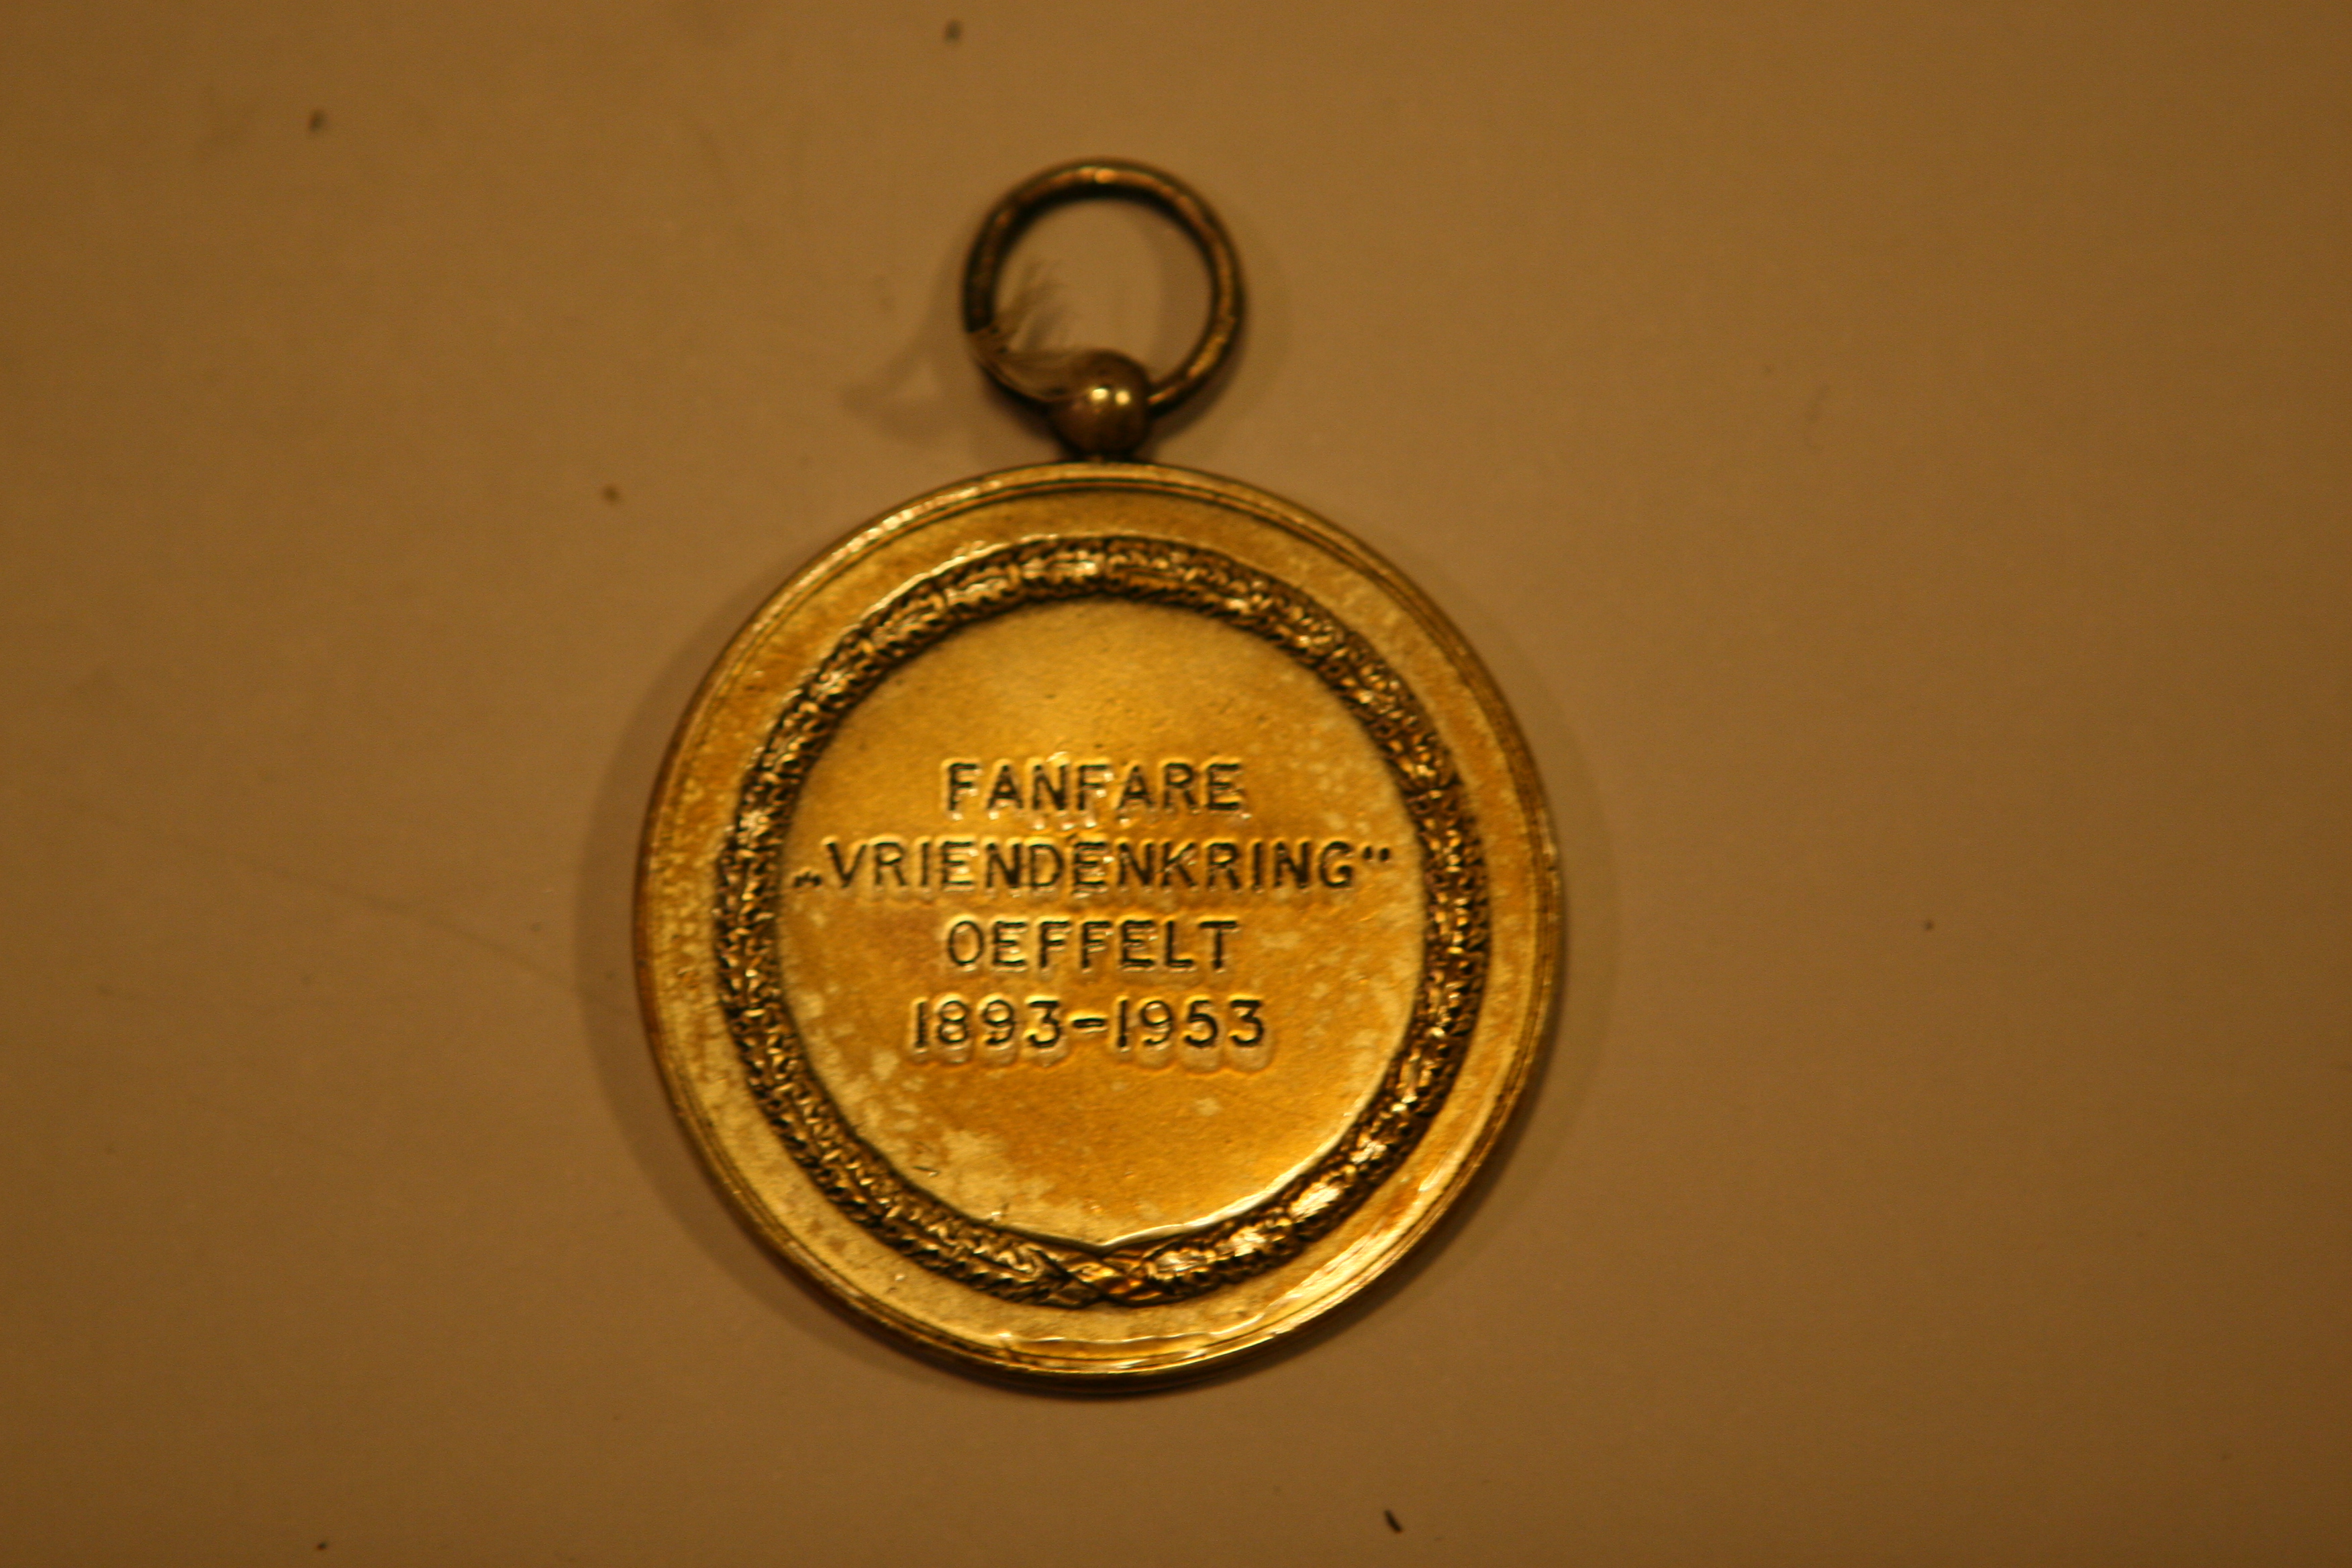 FANFARE
„VRIENDENKRING“
OEFFELT
1893-1953